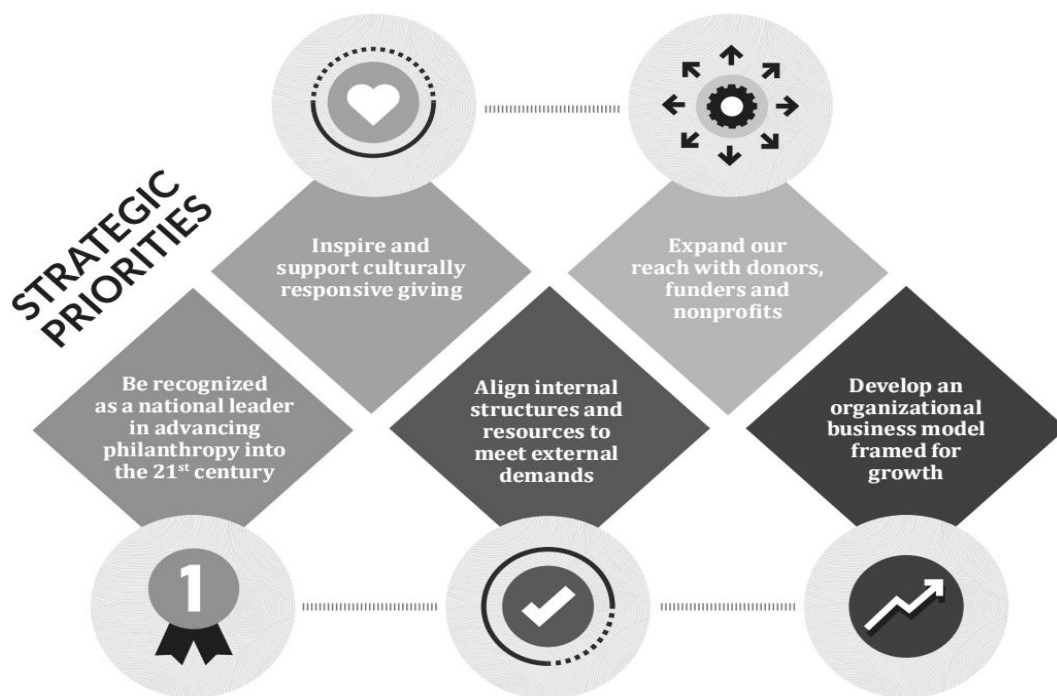 STRATEGIC
PRIORITIES
Inspire and
support culturally
responsive giving
Expand our
reach with donors,
funders and
nonprofits
Be recognized
as a national leader
in advancing
philanthropy into
the 21st century
Align internal
structures and
resources to
meet external
demands
Develop an
organizational
business model
framed for
growth
1